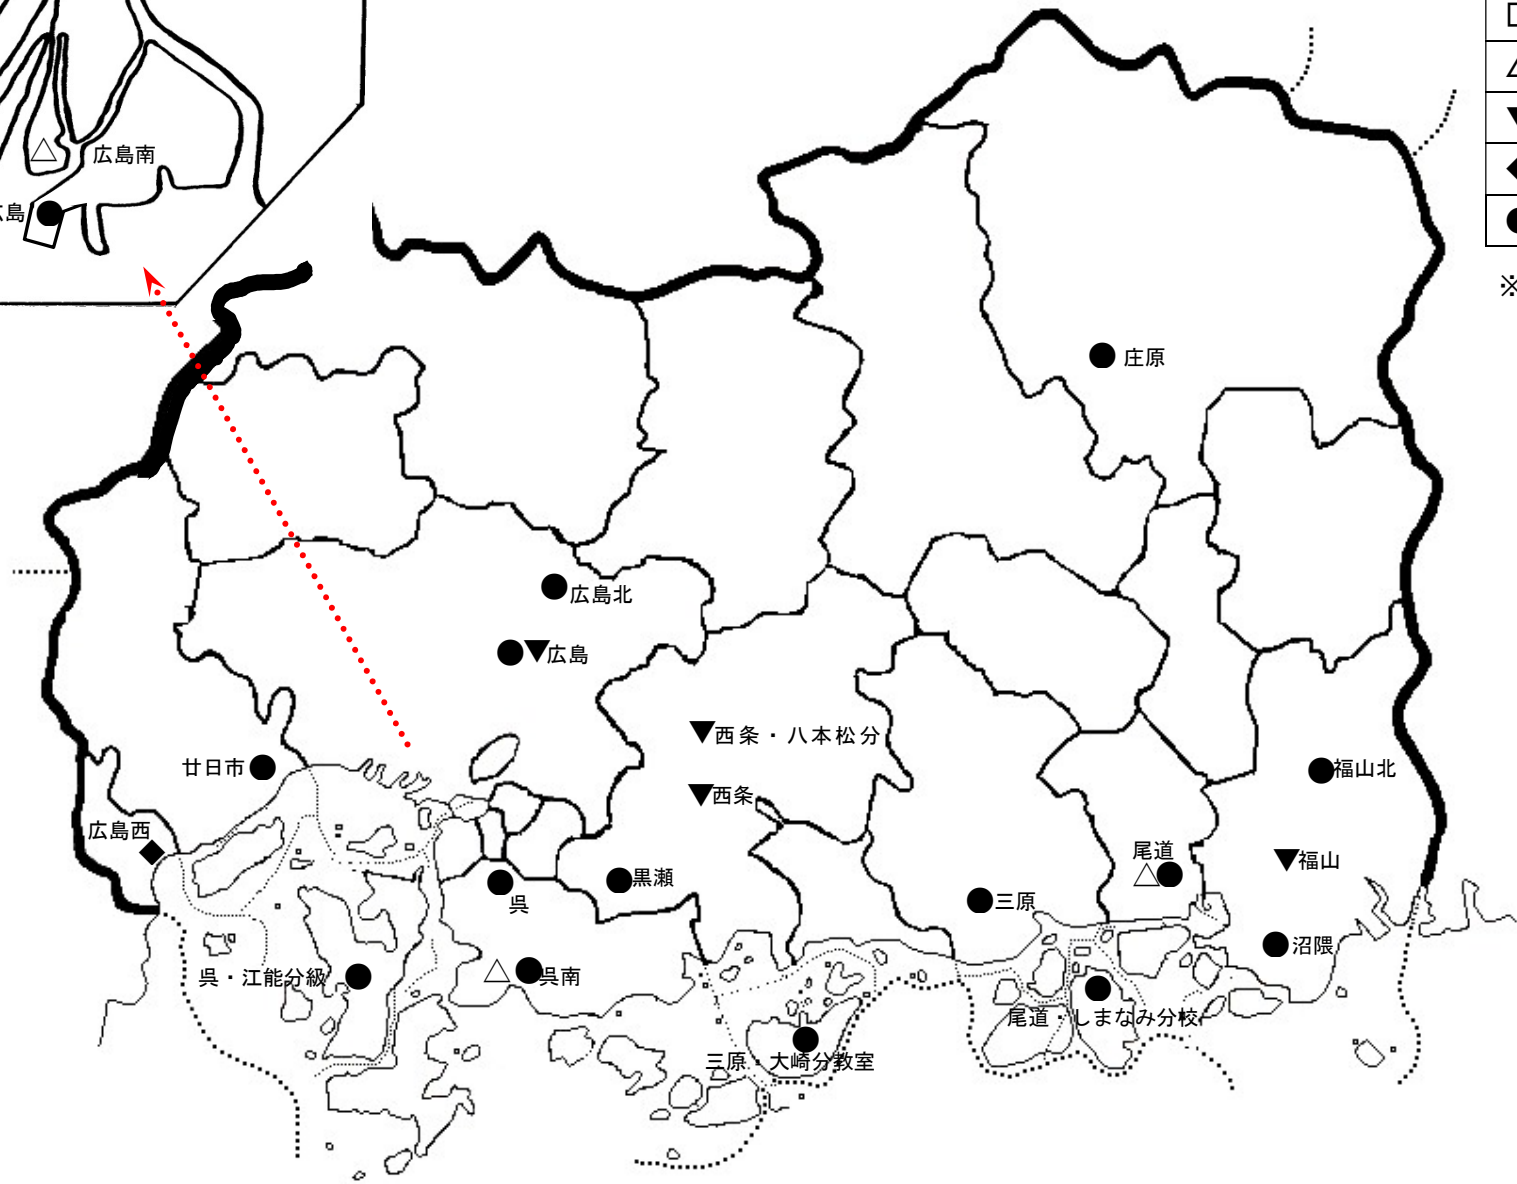 広島南
島
※
庄原
広島北
広島
西条・八本松分
廿日市
福山北
西条
広島西
尾道
福山
黒瀬
呉
三原
沼隈
呉・江能分級
呉南
尾道・しまなみ分校
三原・大崎分教室